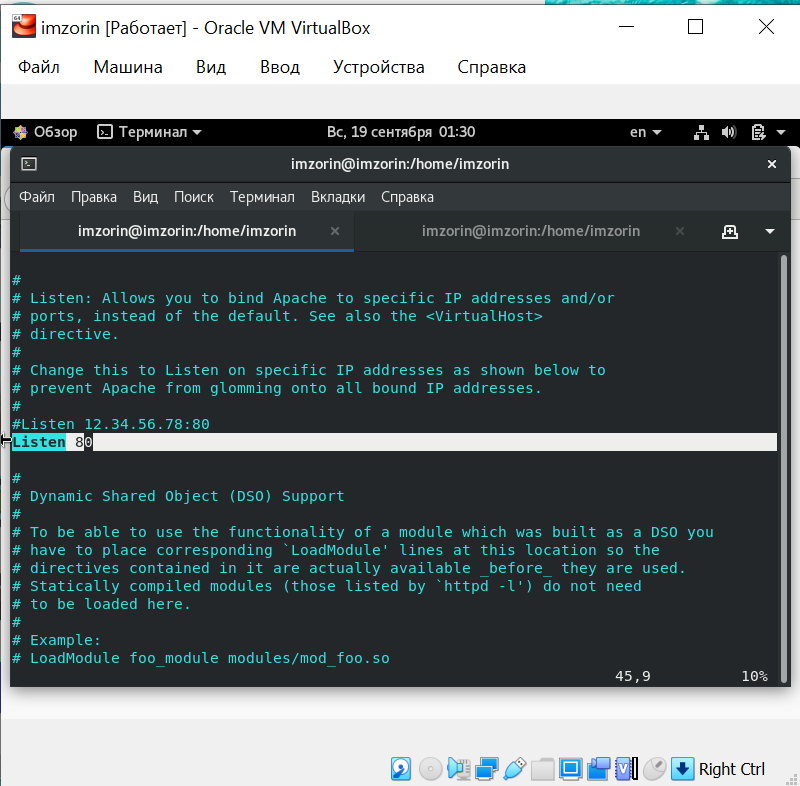 imzorin [Работает] - Oracle VM VirtualBox
Файл Машина Вид Ввод Устройства Справка
Обзор Терминал Вс, 19 сентября 01:30 en
imzorin@imzorin:/home/imzorin
Файл Правка Вид Поиск Терминал Вкладки Справка
imzorin@imzorin:/home/imzorin imzorin@imzorin:/home/imzorin
#
# Listen: Allows you to bind Apache to specific IP addresses and/or
# ports, instead of the default. See also the <VirtualHost>
# directive.
#
# Change this to Listen on specific IP addresses as shown below to
# prevent Apache from glomming onto all bound IP addresses.
#
#Listen 12.34.56.78:80
Listen 80
#
# Dynamic Shared Object (DSO) Support
#
# To be able to use the functionality of a module which was built as a DSO you
# have to place corresponding `LoadModule' lines at this location so the
# directives contained in it are actually available _before_ they are used.
# Statically compiled modules (those listed by `httpd -l') do not need
# to be loaded here.
#
# Example:
# LoadModule foo_module modules/mod_foo.so
45,9 10%
Right Ctrl